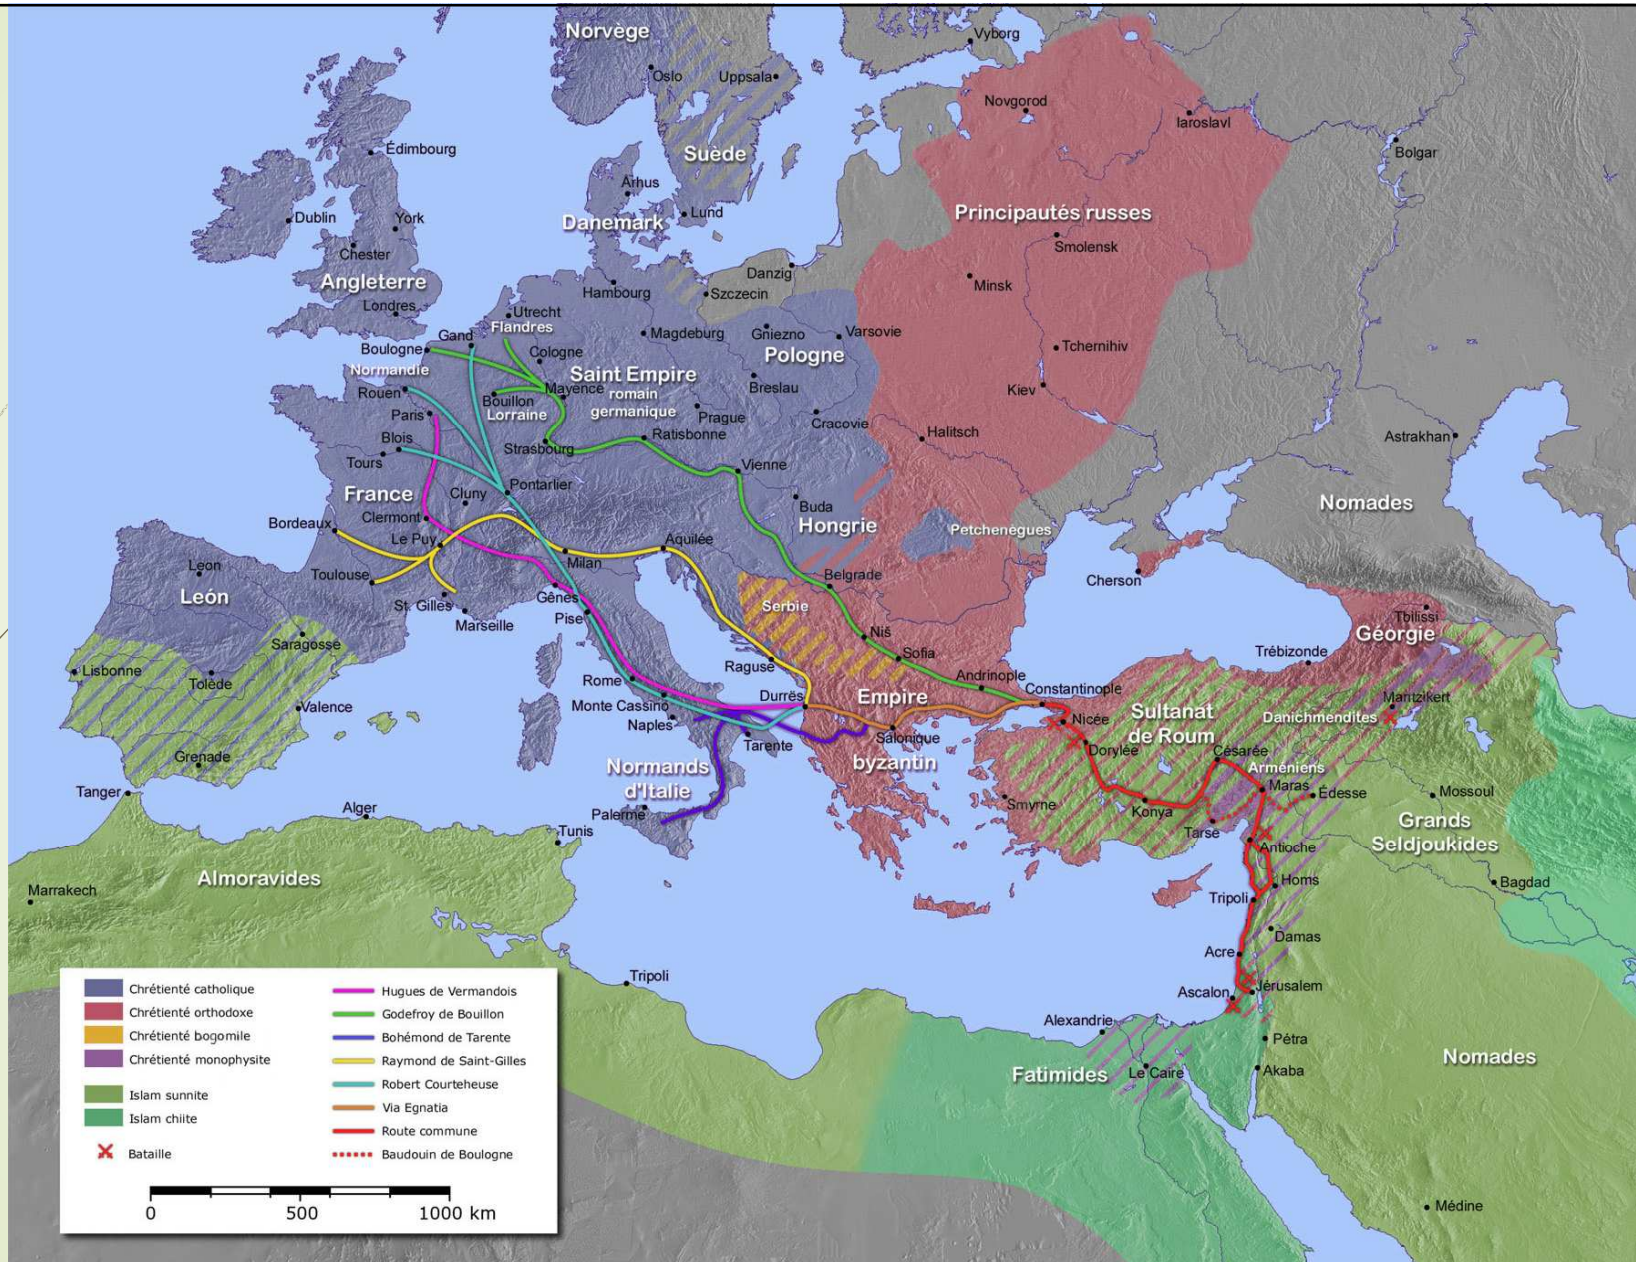 Norvège
Vyborg
Oslo
Uppsala
Novgorod
Iaroslavl
Suède
Édimbourg
Bolgar
Århus
Dublin
York
Danemark
Lund
Principautés russes
Smolensk
Chester
Angleterre
Danzig
Minsk
Hambourg
Szczecin
Londres
Utrecht
Flandres
Gand
Magdeburg
Gniezno
Varsovie
Boulogne
Cologne
Pologne
Tchernihiv
Normandie
Saint Empire
romain
germanique
Rouen
Mayence
Breslau
Kiev
Bouillon
Lorraine
Paris
Prague
Cracovie
Blois
Strasbourg
Ratisbonne
Halitsch
Astrakhan
Tours
Vienne
France
Cluny
Pontarlier
Buda
Nomades
Clermont
Hongrie
Petchenègues
Bordeaux
Le Puy
Aquilée
Milan
Leon
León
Toulouse
Belgrade
Cherson
St. Gilles
Gênes
Serbie
Tbilissi
Marseille
Pise
Niš
Géorgie
Saragosse
Sofia
Trébizonde
Lisbonne
Tolède
Rome
Raguse
Andrinople
Constantinople
Valence
Monte Cassino
Durrës
Empire
byzantin
Mantzikert
Naples
Nicée
Sultanat
de Roum
Danichmendites
Tarente
Salonique
Dorylée
Césarée
Grenade
Normands
d'Italie
Arméniens
Tanger
Alger
Palerme
Smyrne
Konya
Maras
Édesse
Mossoul
Tunis
Tarse
Grands
Seldjoukides
Antioche
Almoravides
Marrakech
Homs
Bagdad
Tripoli
Damas
Acre
Tripoli
Ascalon
Jérusalem
Alexandrie
Pétra
Nomades
Fatimides
Le Caire
Akaba
Médine
Chrétienté catholique
Chrétienté orthodoxe
Chrétienté bogomile
Chrétienté monophysite
Islam sunnite
Islam chiite
Bataille
Hugues de Vermandois
Godefroy de Bouillon
Bohémond de Tarente
Raymond de Saint-Gilles
Robert Courteheuse
Via Egnatia
Route commune
Baudouin de Boulogne
0 500 1000 km